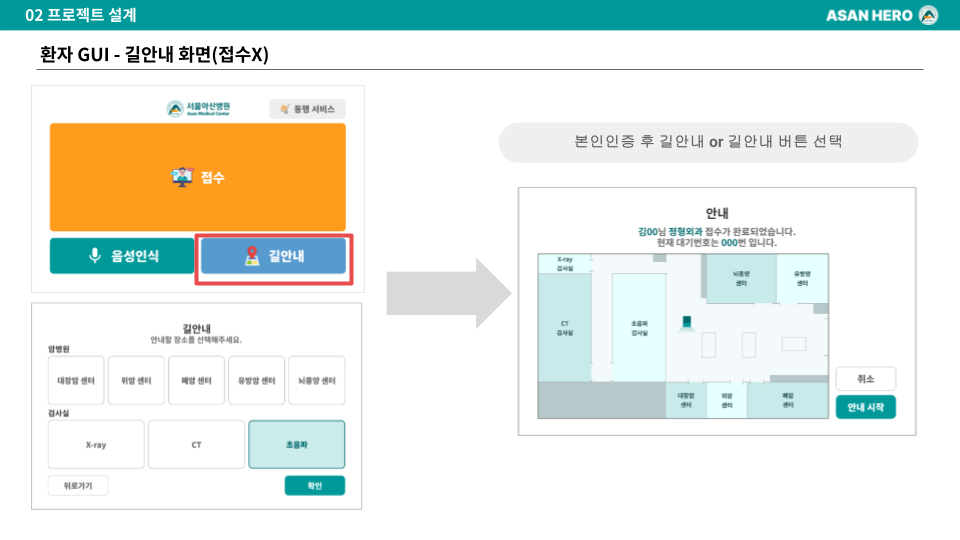 02 프로젝트 설계
ASAN HERO
환자 GUI - 길안내 화면(접수X)
서울아산병원
Asan Medical Center
동행 서비스
접수
음성인식
길안내
길안내
안내할 장소를 선택해주세요.
암병원
대장암 센터
위암 센터
폐암 센터
유방암 센터
뇌종양 센터
검사실
X-ray
CT
초음파
뒤로가기
확인
본인인증 후 길안내 or 길안내 버튼 선택
안내
김00님 정형외과 접수가 완료되었습니다.
현재 대기번호는 000번 입니다.
X-ray
검사실
뇌종양
센터
유방암
센터
CT
검사실
초음파
검사실
대장암
센터
위암
센터
폐암
센터
취소
안내 시작